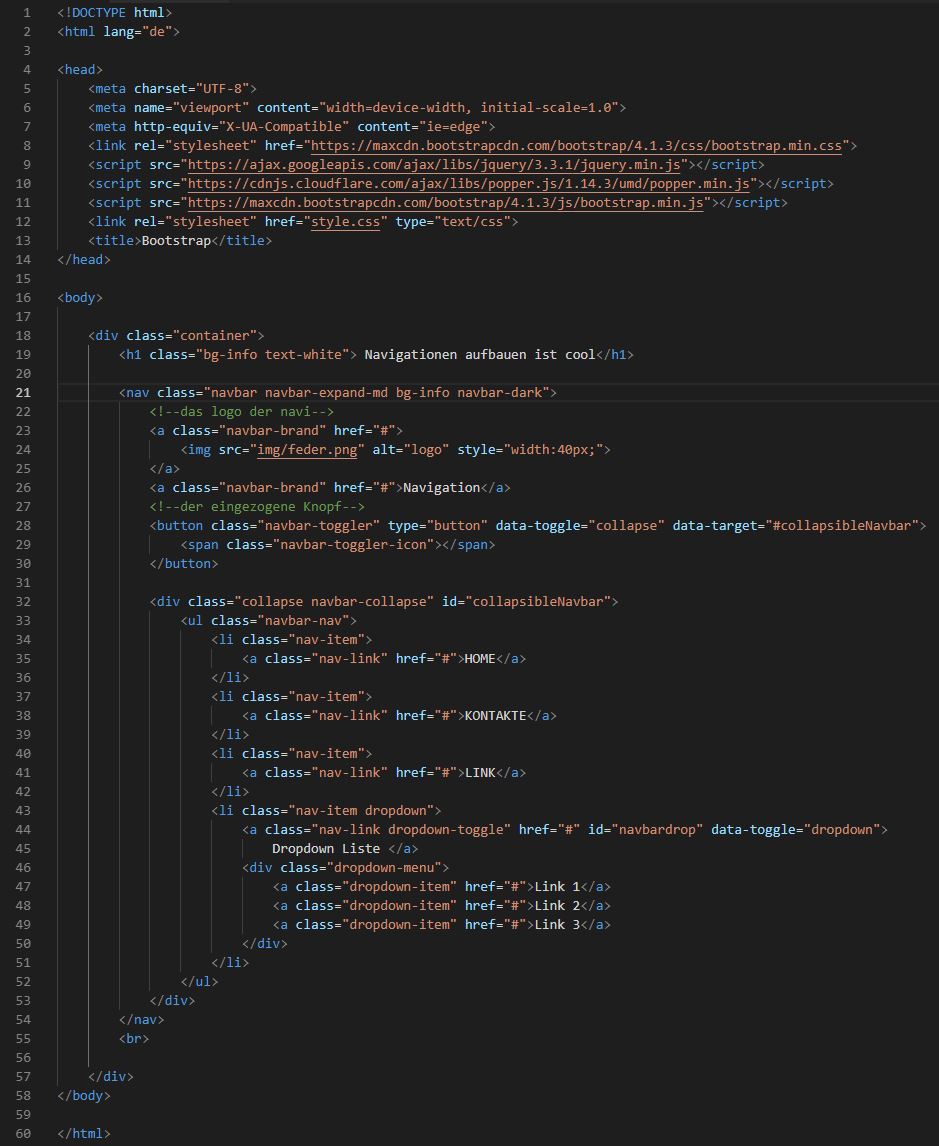 1 <!DOCTYPE html>
2 <html lang="de">
3
4 <head>
5     <meta charset="UTF-8">
6     <meta name="viewport" content="width=device-width, initial-scale=1.0">
7     <meta http-equiv="X-UA-Compatible" content="ie=edge">
8     <link rel="stylesheet" href="https://maxcdn.bootstrapcdn.com/bootstrap/4.1.3/css/bootstrap.min.css">
9     <script src="https://ajax.googleapis.com/ajax/libs/jquery/3.3.1/jquery.min.js"></script>
10     <script src="https://cdnjs.cloudflare.com/ajax/libs/popper.js/1.14.3/umd/popper.min.js"></script>
11     <script src="https://maxcdn.bootstrapcdn.com/bootstrap/4.1.3/js/bootstrap.min.js"></script>
12     <link rel="stylesheet" href="style.css" type="text/css">
13     <title>Bootstrap</title>
14 </head>
15
16 <body>
17
18     <div class="container">
19         <h1 class="bg-info text-white"> Navigationen aufbauen ist cool</h1>
20
21         <nav class="navbar navbar-expand-md bg-info navbar-dark">
22             <!--das logo der navi-->
23             <a class="navbar-brand" href="#">
24                 <img src="img/feder.png" alt="logo" style="width:40px;">
25             </a>
26             <a class="navbar-brand" href="#">Navigation</a>
27             <!--der eingezogene Knopf-->
28             <button class="navbar-toggler" type="button" data-toggle="collapse" data-target="#collapsibleNavbar">
29                 <span class="navbar-toggler-icon"></span>
30             </button>
31
32             <div class="collapse navbar-collapse" id="collapsibleNavbar">
33                 <ul class="navbar-nav">
34                     <li class="nav-item">
35                         <a class="nav-link" href="#">HOME</a>
36                     </li>
37                     <li class="nav-item">
38                         <a class="nav-link" href="#">KONTAKTE</a>
39                     </li>
40                     <li class="nav-item">
41                         <a class="nav-link" href="#">LINK</a>
42                     </li>
43                     <li class="nav-item dropdown">
44                         <a class="nav-link dropdown-toggle" href="#" id="navbardrop" data-toggle="dropdown">
45                             Dropdown Liste </a>
46                         <div class="dropdown-menu">
47                             <a class="dropdown-item" href="#">Link 1</a>
48                             <a class="dropdown-item" href="#">Link 2</a>
49                             <a class="dropdown-item" href="#">Link 3</a>
50                         </div>
51                     </li>
52                 </ul>
53             </div>
54         </nav>
55         <br>
56
57     </div>
58 </body>
59
60 </html>